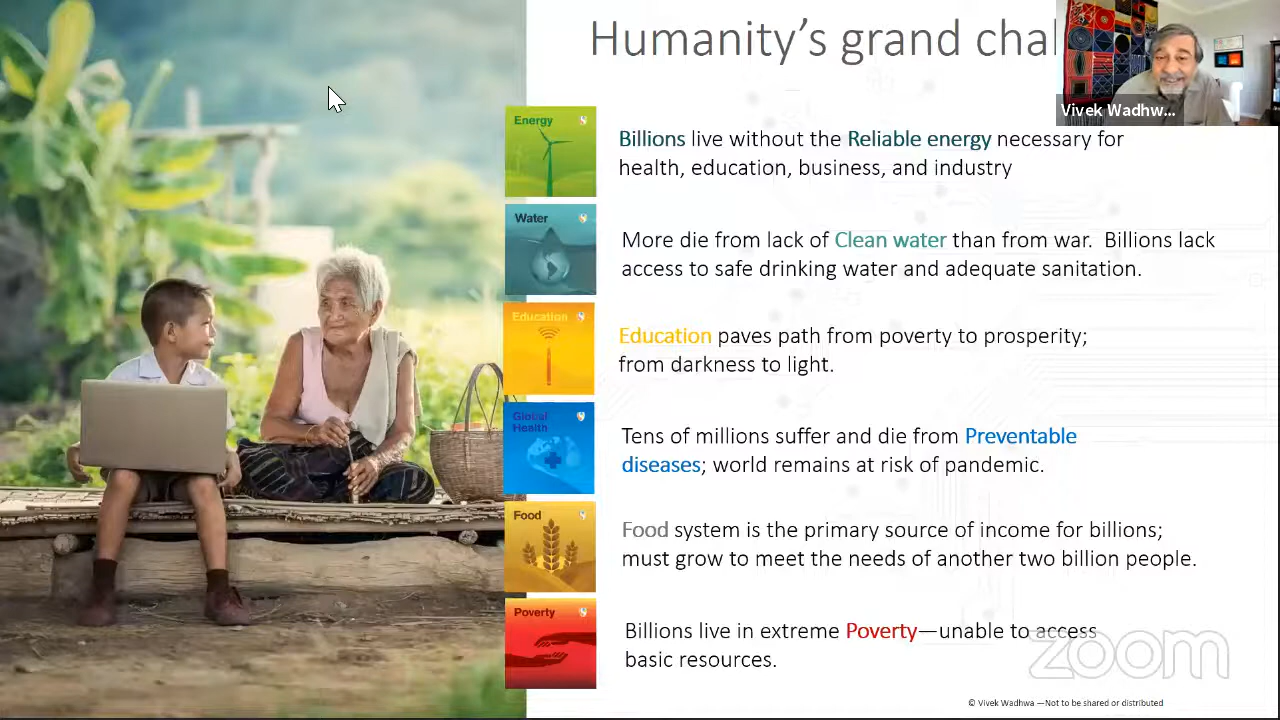 Humanity's grand chal
Vivek Wadhw...
Energy
Billions live without the Reliable energy necessary for
health, education, business, and industry
Water
More die from lack of Clean water than from war. Billions lack
access to safe drinking water and adequate sanitation.
Education
Education paves path from poverty to prosperity;
from darkness to light.
Global
Health
Tens of millions suffer and die from Preventable
diseases; world remains at risk of pandemic.
Food
Food system is the primary source of income for billions;
must grow to meet the needs of another two billion people.
Poverty
Billions live in extreme Poverty—unable to access
basic resources.
zoom
© Vivek Wadhwa —Not to be shared or distributed